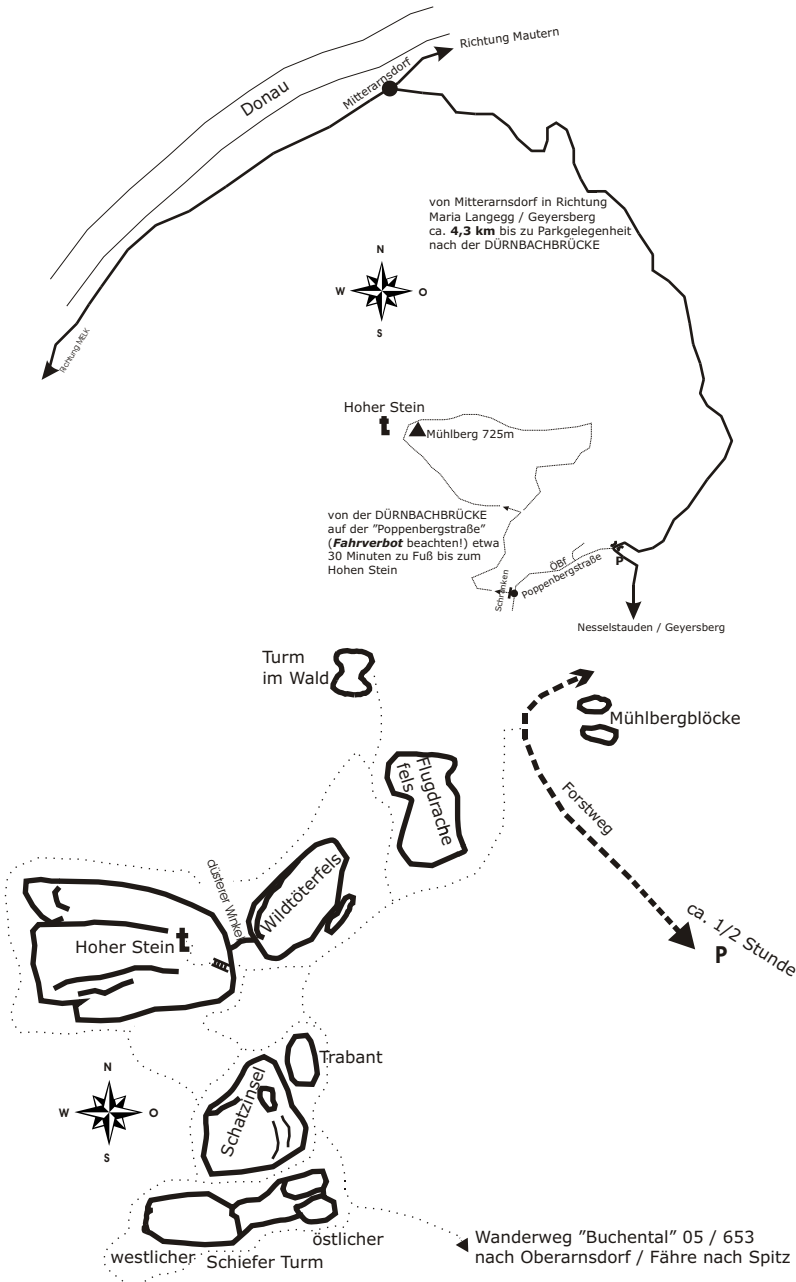 Richtung Mautern
Donau
Mitterarnsdorf
von Mitterarnsdorf in Richtung
Maria Langegg / Geyersberg
ca. 4,3 km bis zu Parkgelegenheit
nach der DÜRNBACHBRÜCKE
N
W
O
S
Richtung MELK
Hoher Stein
Mühlberg 725m
von der DÜRNBACHBRÜCKE
auf der "Poppenbergstraße"
(Fahrverbot beachten!) etwa
30 Minuten zu Fuß bis zum
Hohen Stein
ÖBf
P
Poppenbergstraße
Schranken
Nesselstauden / Geyersberg
Turm
im Wald
Mühlbergblöcke
Flugdrache
fels
Forstweg
düsterer Winkel
Wildtöterfels
ca. 1/2 Stunde
P
Hoher Stein
Trabant
N
W
O
S
Schatzinsel
östlicher
westlicher
Schiefer Turm
Wanderweg "Buchental" 05 / 653
nach Oberarnsdorf / Fähre nach Spitz